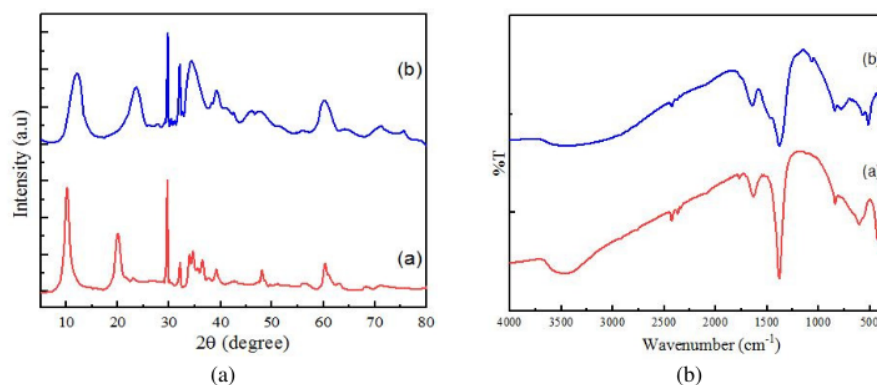 (b)
Intensity (a.u)
(a)
10 20 30 40 50 60 70 80
2θ (degree)
(a)
(b)
%T
(a)
4000 3500 2500 2000 1500 1000 500
Wavenumber (cm-1)
(b)